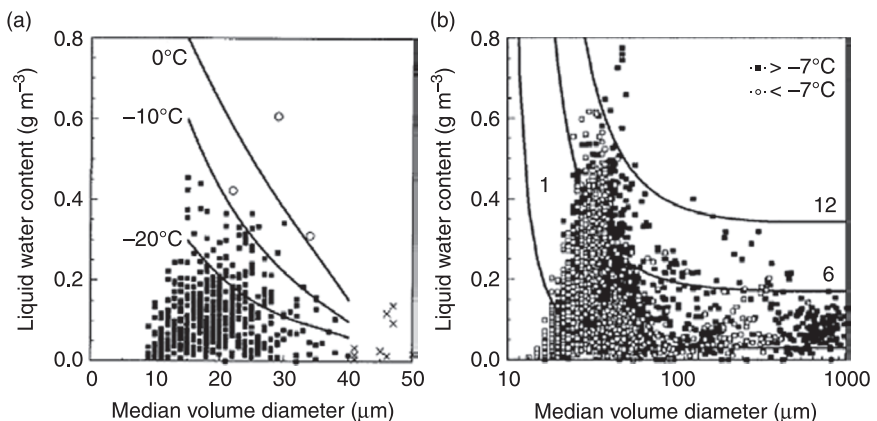 (a)
0.8
0.6
0.4
0.2
0.0
Liquid water content (g m⁻³)
0°C
−10°C
−20°C
0
10
20
30
40
50
Median volume diameter (μm)
(b)
0.8
0.6
0.4
0.2
0.0
Liquid water content (g m⁻³)
> −7°C
< −7°C
1
12
6
10
100
1000
Median volume diameter (μm)